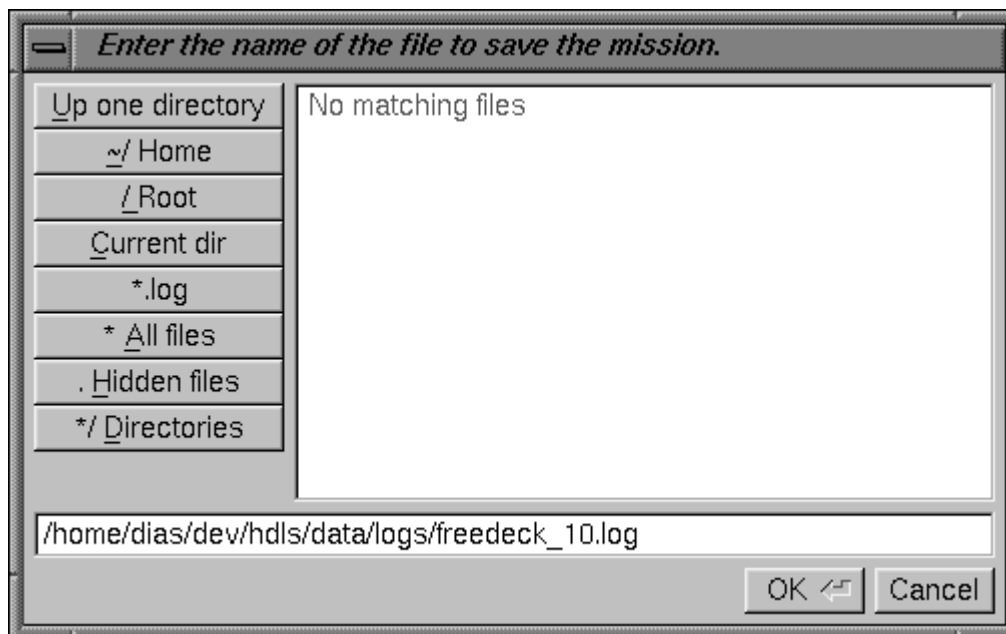 Enter the name of the file to save the mission.
Up one directory
~/ Home
/ Root
Current dir
*.log
* All files
. Hidden files
*/ Directories
No matching files
/home/dias/dev/hdls/data/logs/freedeck_10.log
OK
Cancel